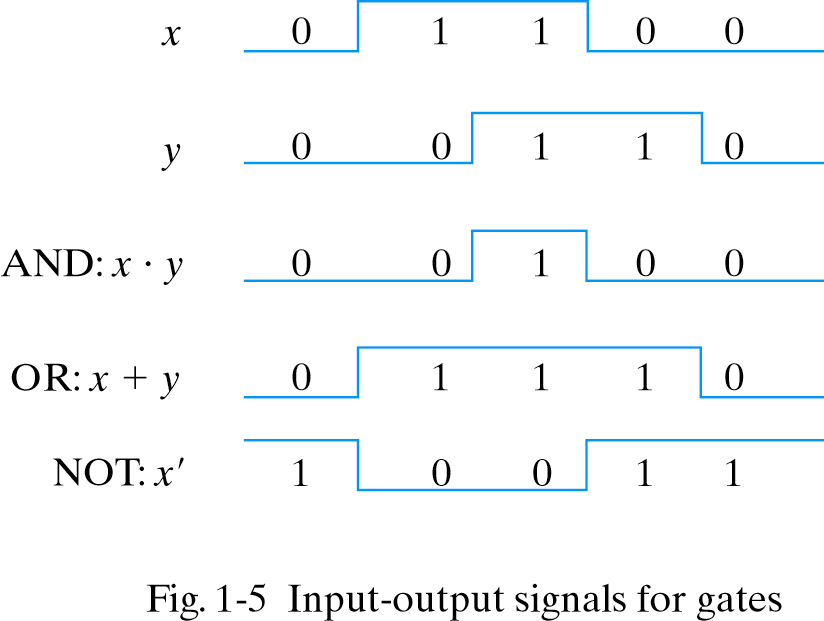 x 0 1 1 0 0
y 0 0 1 1 0
AND: x · y 0 0 1 0 0
OR: x + y 0 1 1 1 0
NOT: x′ 1 0 0 1 1
Fig. 1-5 Input-output signals for gates